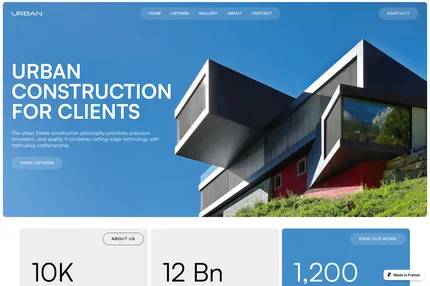 URBAN
HOME LISTINGS GALLERY ABOUT CONTACT
CONTACT
URBAN
CONSTRUCTION
FOR CLIENTS
The urban Estate construction philosophy prioritizes precision,
innovation, and quality. It combines cutting-edge technology with
meticulous craftsmanship.
VIEW LISTINGS
ABOUT US
10K
12 Bn
VIEW OUR WORK
1,200
Made in Framer